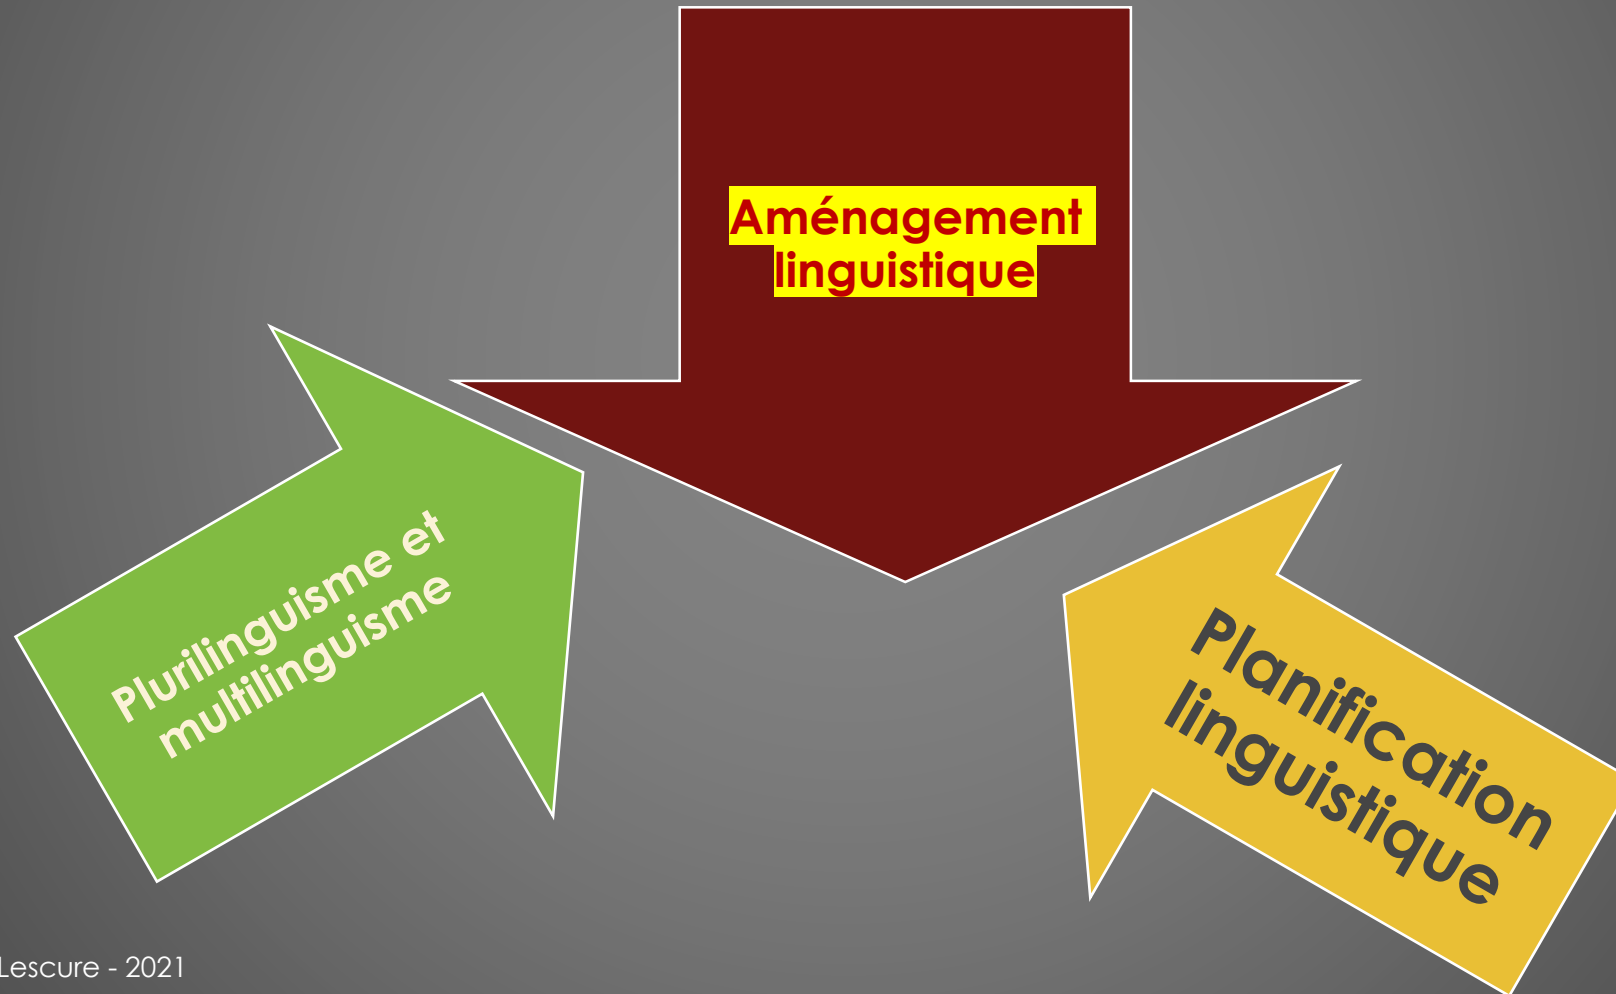 Aménagement
linguistique
Plurilinguisme et
multilinguisme
Planification
linguistique
Lescure - 2021